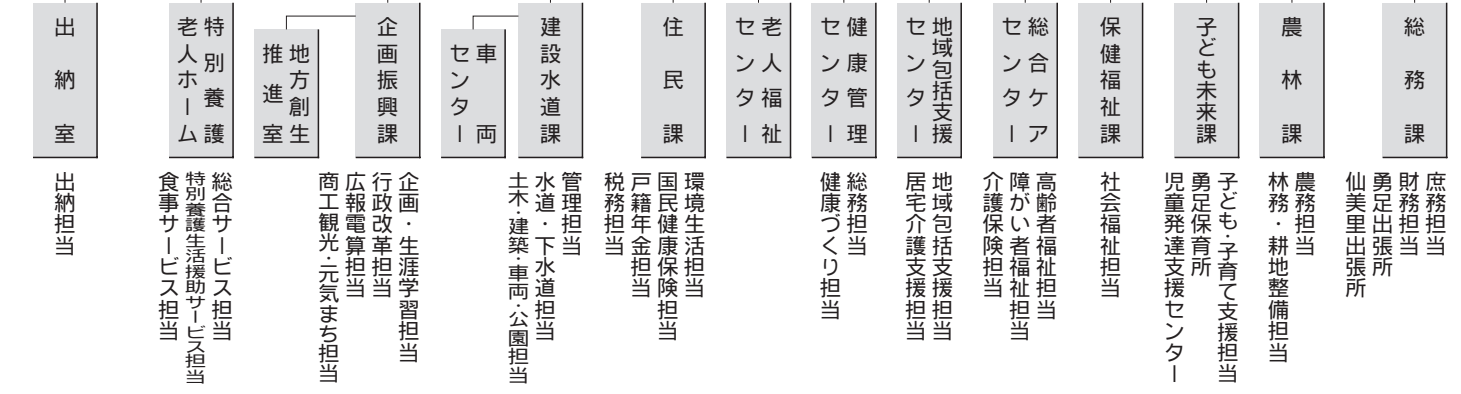 総務課
庶務担当
財務担当
勇足出張所
仙美里出張所
農林課
農務担当
林務・耕地整備担当
子ども未来課
子ども・子育て支援担当
勇足保育所
児童発達支援センター
保健福祉課
社会福祉担当
総合ケア
センター
高齢者福祉担当
障がい者福祉担当
介護保険担当
地域包括支援
センター
地域包括支援担当
居宅介護支援担当
健康管理
センター
総務担当
健康づくり担当
老人福祉
センター
住民課
環境生活担当
国民健康保険担当
戸籍年金担当
税務担当
建設水道課
管理担当
水道・下水道担当
土木・建築・車両・公園担当
車両
センター
企画振興課
企画・生涯学習担当
行政改革担当
広報電算担当
商工観光・元気まち担当
地方創生
推進室
特別養護
老人ホーム
総合サービス担当
特別養護生活援助サービス担当
食事サービス担当
出納室
出納担当